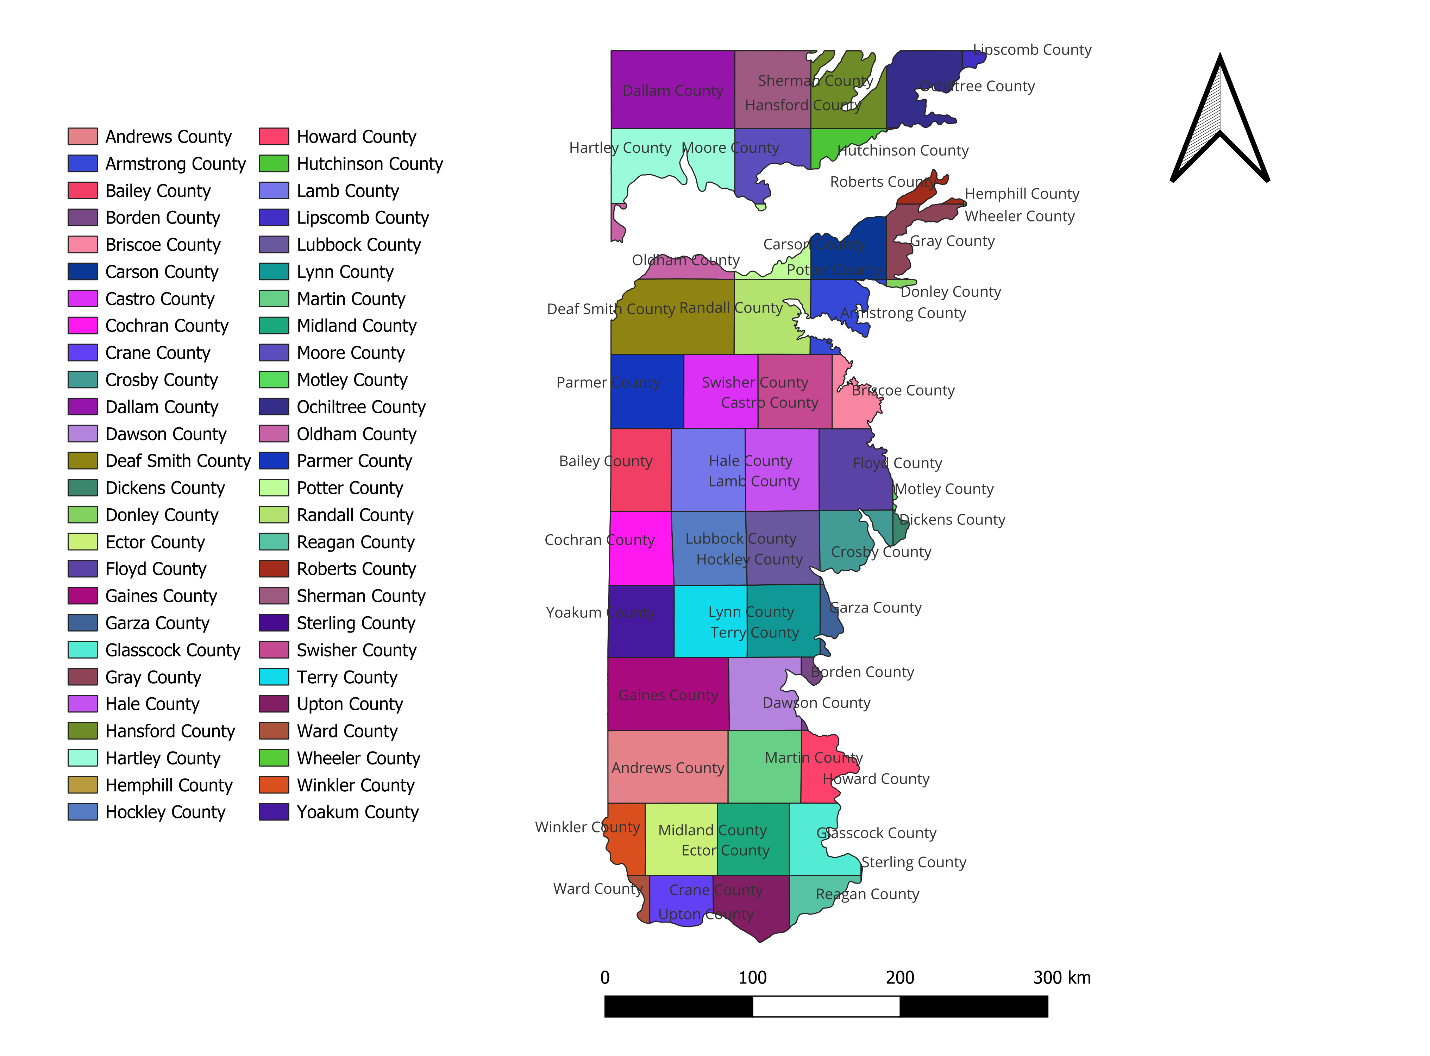 Andrews County
Armstrong County
Bailey County
Borden County
Briscoe County
Carson County
Castro County
Cochran County
Crane County
Crosby County
Dallam County
Dawson County
Deaf Smith County
Dickens County
Donley County
Ector County
Floyd County
Gaines County
Garza County
Glasscock County
Gray County
Hale County
Hansford County
Hartley County
Hemphill County
Hockley County
Howard County
Hutchinson County
Lamb County
Lipscomb County
Lubbock County
Lynn County
Martin County
Midland County
Moore County
Motley County
Ochiltree County
Oldham County
Parmer County
Potter County
Randall County
Reagan County
Roberts County
Sherman County
Sterling County
Swisher County
Terry County
Upton County
Ward County
Wheeler County
Winkler County
Yoakum County
Lipscomb County
Sherman County
Ochiltree County
Dallam County
Hansford County
Hartley County
Moore County
Hutchinson County
Roberts County
Hemphill County
Wheeler County
Carson County
Gray County
Oldham County
Potter County
Donley County
Deaf Smith County
Randall County
Armstrong County
Parmer County
Swisher County
Briscoe County
Castro County
Bailey County
Hale County
Floyd County
Lamb County
Motley County
Dickens County
Cochran County
Lubbock County
Crosby County
Hockley County
Yoakum County
Lynn County
Garza County
Terry County
Borden County
Gaines County
Dawson County
Martin County
Andrews County
Howard County
Winkler County
Midland County
Glasscock County
Ector County
Sterling County
Ward County
Crane County
Reagan County
Upton County
0 100 200 300 km